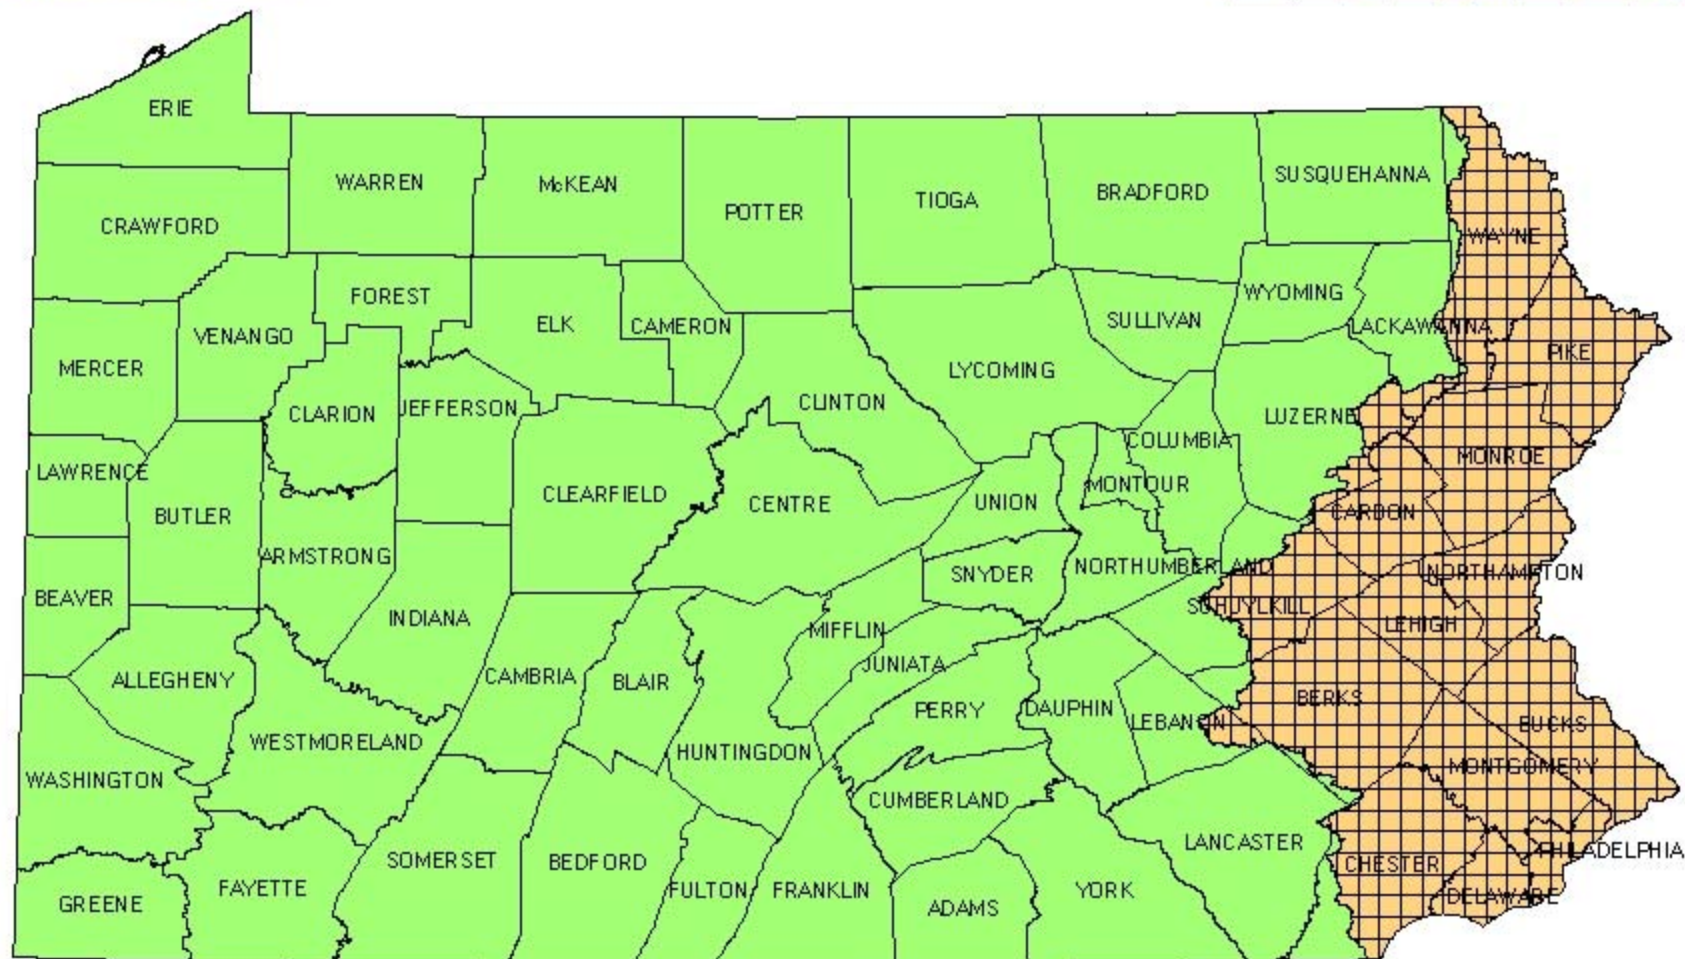 ERIE
WARREN
McKEAN
POTTER
TIOGA
BRADFORD
SUSQUEHANNA
CRAWFORD
WAYNE
FOREST
VENANGO
ELK
CAMERON
SULLIVAN
WYOMING
LACKAWANNA
MERCER
PIKE
LYCOMING
CLARION
JEFFERSON
CLINTON
LUZERNE
COLUMBIA
LAWRENCE
MONROE
BUTLER
CLEARFIELD
CENTRE
UNION
MONTOUR
CARDON
ARMSTRONG
SNYDER
NORTHUMBERLAND
NORTHAMPTON
BEAVER
INDIANA
SCHUYLKILL
LEHIGH
MIFFLIN
JUNIATA
ALLEGHENY
CAMBRIA
BLAIR
PERRY
DAUPHIN
LEBANON
BERKS
BUCKS
WESTMORELAND
HUNTINGDON
MONTGOMERY
WASHINGTON
CUMBERLAND
LANCASTER
PHILADELPHIA
SOMERSET
BEDFORD
CHESTER
GREENE
FAYETTE
FULTON
FRANKLIN
ADAMS
YORK
DELAWARE